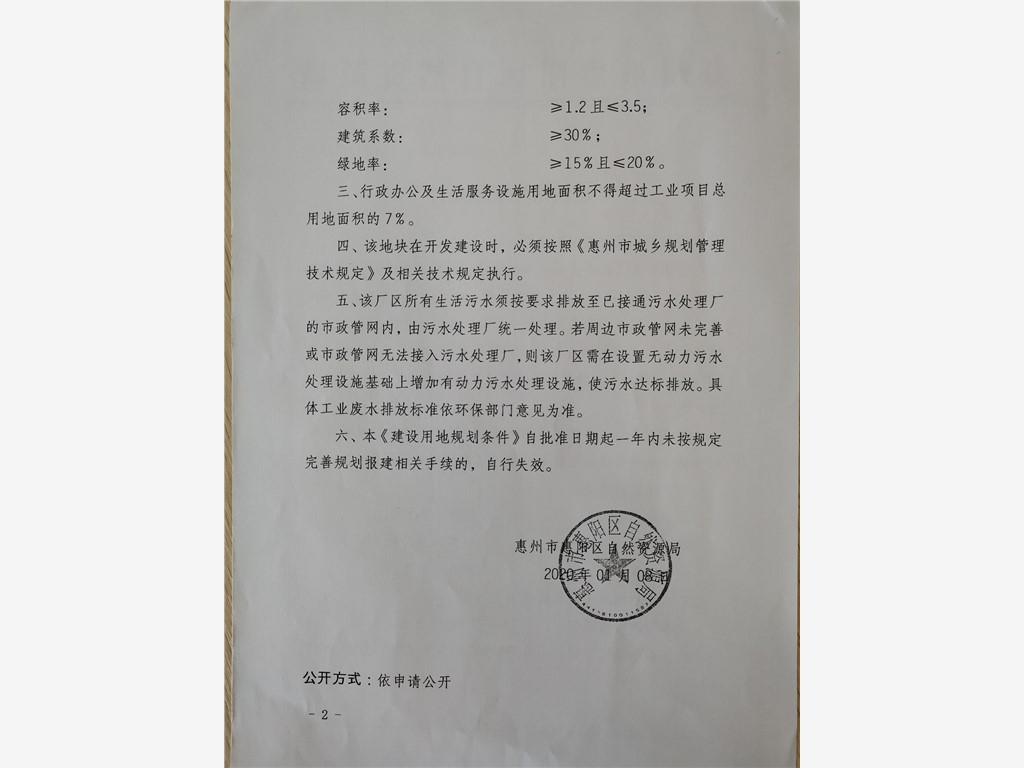 容积率： ≥1.2且≤3.5；
建筑系数： ≥30%；
绿地率： ≥15%且≤20%。
三、行政办公及生活服务设施用地面积不得超过工业项目总
用地面积的7%。
四、该地块在开发建设时，必须按照《惠州市城乡规划管理
技术规定》及相关技术规定执行。
五、该厂区所有生活污水须按要求排放至已接通污水处理厂
的市政管网内，由污水处理厂统一处理。若周边市政管网未完善
或市政管网无法接入污水处理厂，则该厂区需在设置无动力污水
处理设施基础上增加有动力污水处理设施，使污水达标排放。具
体工业废水排放标准依环保部门意见为准。
六、本《建设用地规划条件》自批准日期起一年内未按规定
完善规划报建相关手续的，自行失效。
惠州市惠阳区自然资源局
2020年01月08日
惠州市惠阳区自然资源局
公开方式：依申请公开
- 2 -